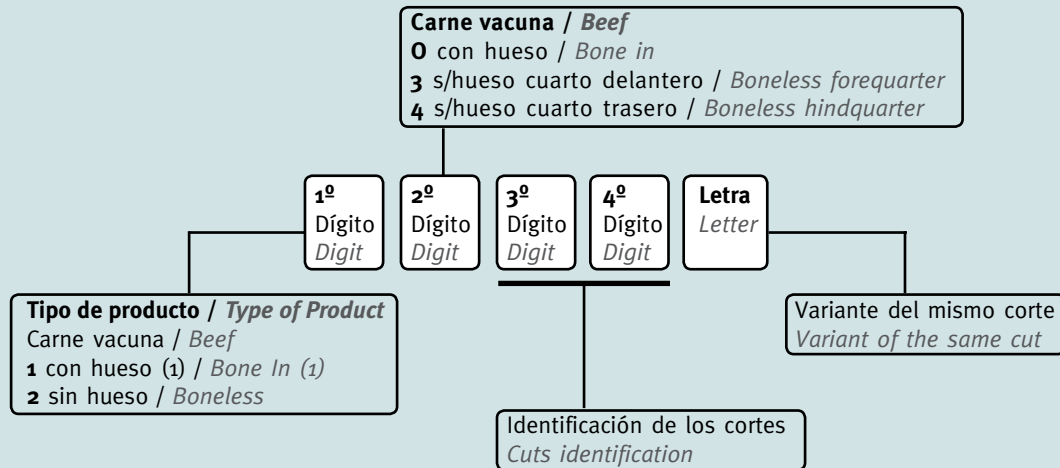 Carne vacuna / Beef
0 con hueso / Bone in
3 s/hueso cuarto delantero / Boneless forequarter
4 s/hueso cuarto trasero / Boneless hindquarter
1º
Dígito
Digit
2º
Dígito
Digit
3º
Dígito
Digit
4º
Dígito
Digit
Letra
Letter
Tipo de producto / Type of Product
Carne vacuna / Beef
1 con hueso (1) / Bone In (1)
2 sin hueso / Boneless
Variante del mismo corte
Variant of the same cut
Identificación de los cortes
Cuts identification